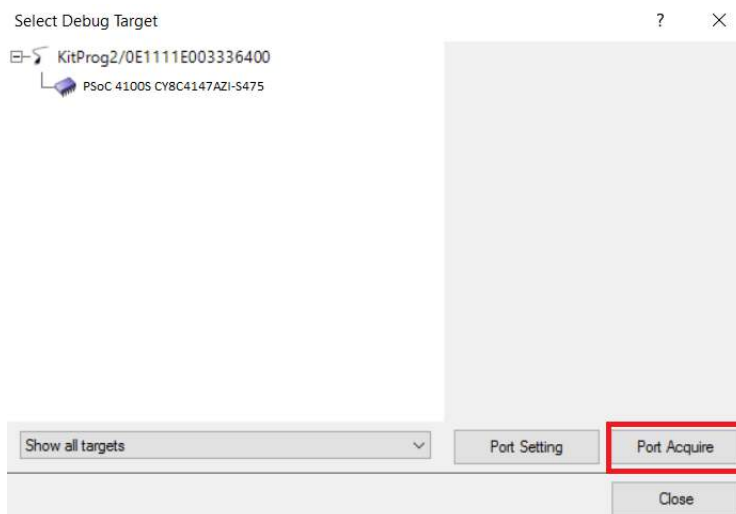 Select Debug Target
? ×
KitProg2/0E1111E003336400
PSoC 4100S CY8C4147AZI-S475
Show all targets
Port Setting
Port Acquire
Close